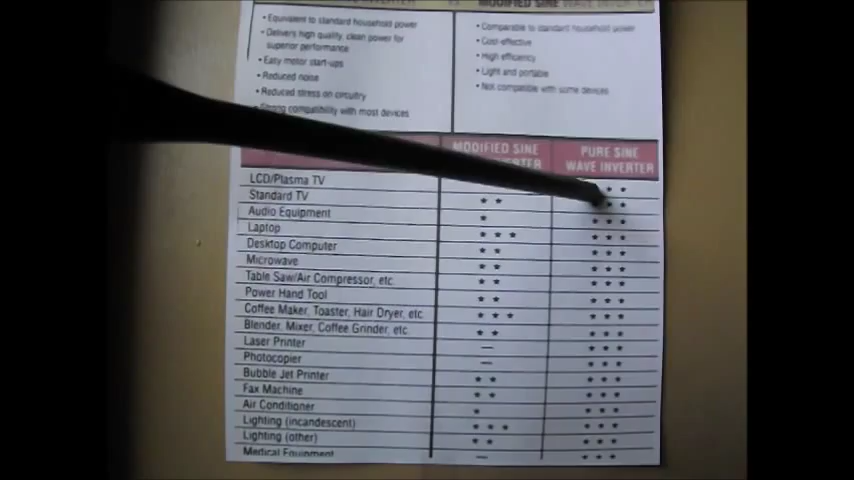 MODIFIED SINE WAVE INVERTER
• Equivalent to standard household power
• Delivers high quality, clean power for
superior performance
• Easy motor start-ups
• Reduced noise
• Reduced stress on circuitry
Strong compatibility with most devices
• Comparable to standard household power
• Cost-effective
• High efficiency
• Light and portable
• Not compatible with some devices
MODIFIED SINE PURE SINE
WAVE INVERTER
LCD/Plasma TV ★ ★
Standard TV ★ ★ ★ ★
Audio Equipment ★ ★ ★ ★
Laptop ★ ★ ★ ★ ★ ★
Desktop Computer ★ ★ ★ ★ ★
Microwave ★ ★ ★ ★ ★
Table Saw/Air Compressor, etc. ★ ★ ★ ★ ★
Power Hand Tool ★ ★ ★ ★ ★
Coffee Maker, Toaster, Hair Dryer, etc. ★ ★ ★ ★ ★ ★
Blender, Mixer, Coffee Grinder, etc. ★ ★ ★ ★ ★
Laser Printer — ★ ★ ★
Photocopier — ★ ★ ★
Bubble Jet Printer ★ ★ ★ ★ ★
Fax Machine ★ ★ ★ ★ ★
Air Conditioner ★ ★ ★ ★
Lighting (incandescent) ★ ★ ★ ★ ★ ★
Lighting (other) ★ ★ ★ ★ ★
Medical Equipment — ★ ★ ★